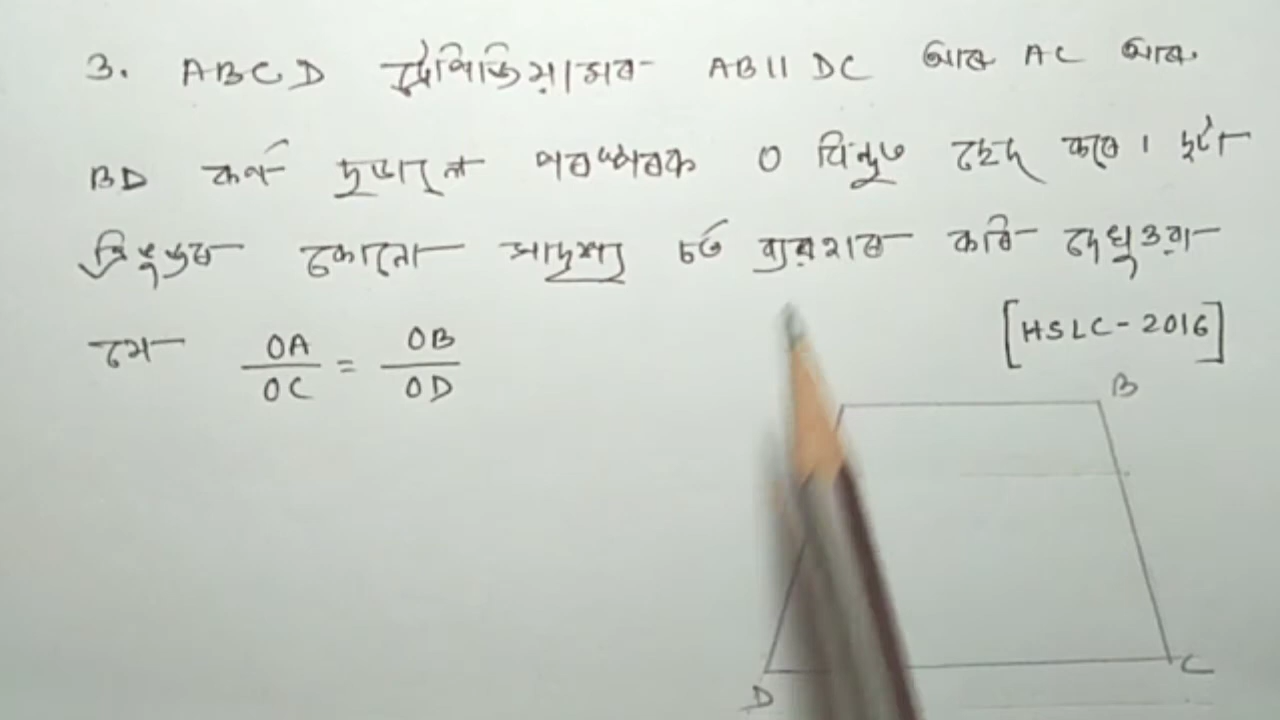 3. ABCD ট্ৰেপিজিয়ামৰ AB || DC আৰু AC আৰু
BD কৰ্ণ দুডালে পৰস্পৰক O বিন্দুত ছেদ কৰে। দুটা
ত্ৰিভুজৰ কোনো সাদৃশ্য চৰ্ত ব্যৱহাৰ কৰি দেখুওৱা
যে OA/OC = OB/OD
[HSLC - 2016]
B
D
C